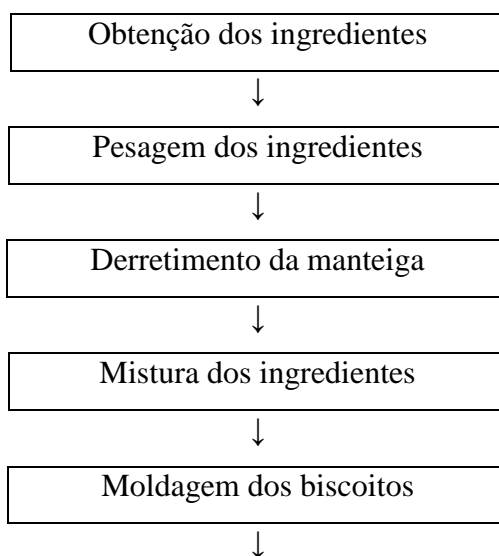 Obtenção dos ingredientes
↓
Pesagem dos ingredientes
↓
Derretimento da manteiga
↓
Mistura dos ingredientes
↓
Moldagem dos biscoitos
↓